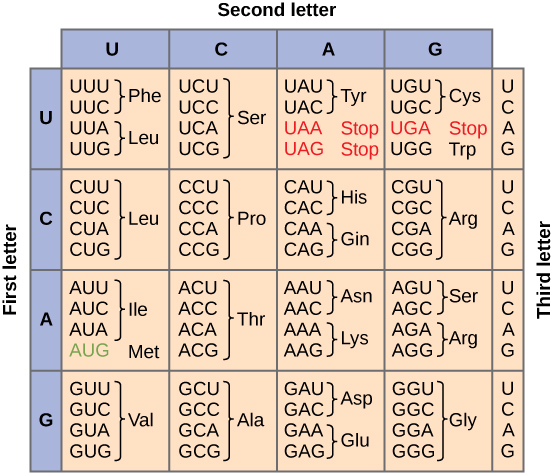 Second letter
U C A G
First letter
Third letter
U
UUU
UUC
Phe
UUA
UUG
Leu
UCU
UCC
UCA
UCG
Ser
UAU
UAC
Tyr
UAA Stop
UAG Stop
UGU
UGC
Cys
UGA Stop
UGG Trp
U
C
A
G
C
CUU
CUC
CUA
CUG
Leu
CCU
CCC
CCA
CCG
Pro
CAU
CAC
His
CAA
CAG
Gin
CGU
CGC
CGA
CGG
Arg
U
C
A
G
A
AUU
AUC
AUA
Ile
AUG Met
ACU
ACC
ACA
ACG
Thr
AAU
AAC
Asn
AAA
AAG
Lys
AGU
AGC
Ser
AGA
AGG
Arg
U
C
A
G
G
GUU
GUC
GUA
GUG
Val
GCU
GCC
GCA
GCG
Ala
GAU
GAC
Asp
GAA
GAG
Glu
GGU
GGC
GGA
GGG
Gly
U
C
A
G